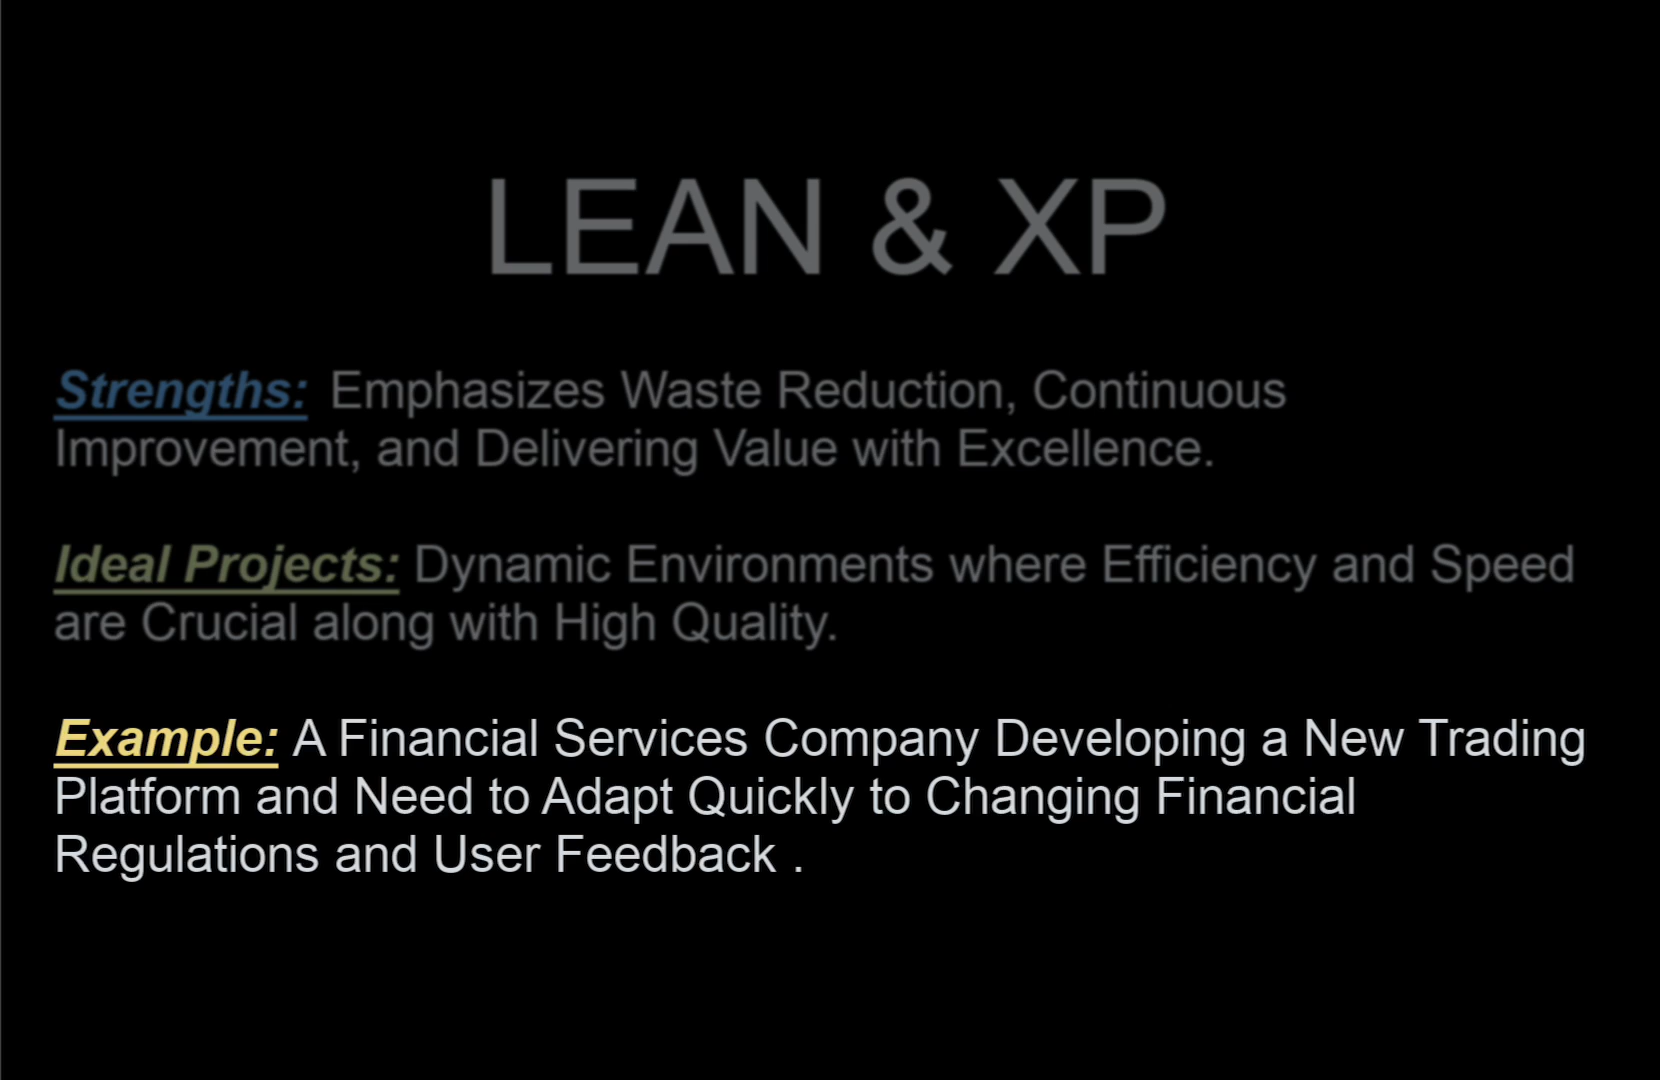 LEAN & XP
Strengths: Emphasizes Waste Reduction, Continuous
Improvement, and Delivering Value with Excellence.
Ideal Projects: Dynamic Environments where Efficiency and Speed
are Crucial along with High Quality.
Example: A Financial Services Company Developing a New Trading
Platform and Need to Adapt Quickly to Changing Financial
Regulations and User Feedback .